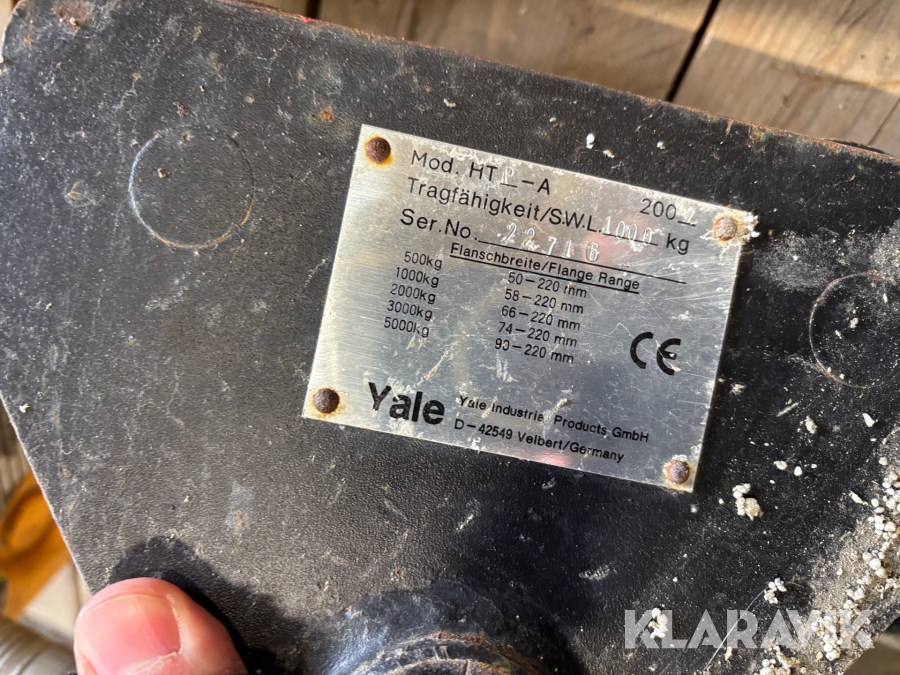 Mod. HTP-A 200
Tragfähigkeit/S.W.L. 1000 kg
Ser.No. 22716
Flanschbreite/Flange Range
500kg 50-220 mm
1000kg 58-220 mm
2000kg 66-220 mm
3000kg 74-220 mm
5000kg 90-220 mm
CE
Yale Yale Industrial Products GmbH
D-42549 Velbert/Germany
KLARAVIK